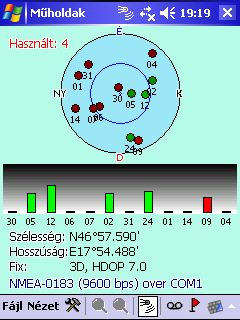 Műholdak 19:19
Használt: 4
É
04
31
01
30
05
12
NY
K
14
07
06
24
09
D
30 05 12 01 02 31 24 14 09 04
Szélesség: N46°57.590'
Hosszúság: E17°54.488'
Fix: 3D, HDOP 7.0
NMEA-0183 (9600 bps) over COM1
Fájl Nézet